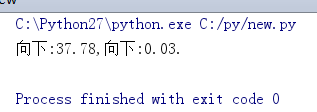 C:\Python27\python.exe C:/py/new.py
向下:37.78,向下:0.03.
Process finished with exit code 0